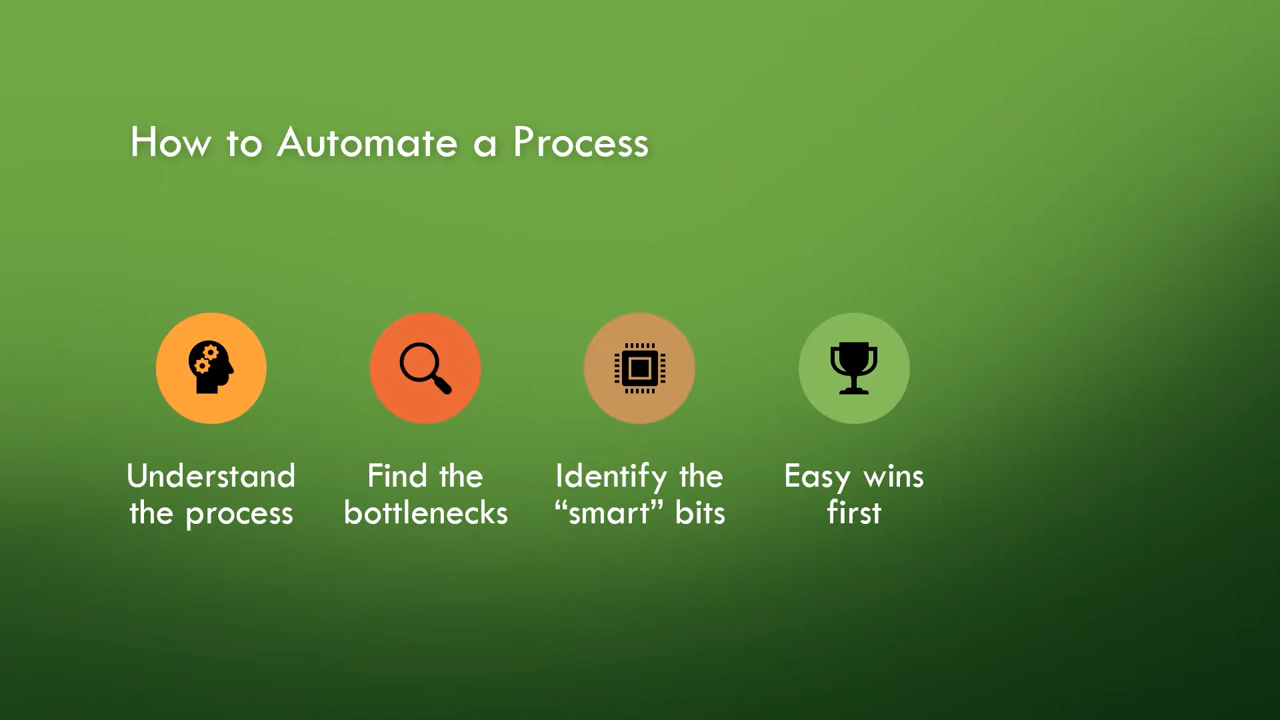 How to Automate a Process
Understand
the process
Find the
bottlenecks
Identify the
“smart” bits
Easy wins
first